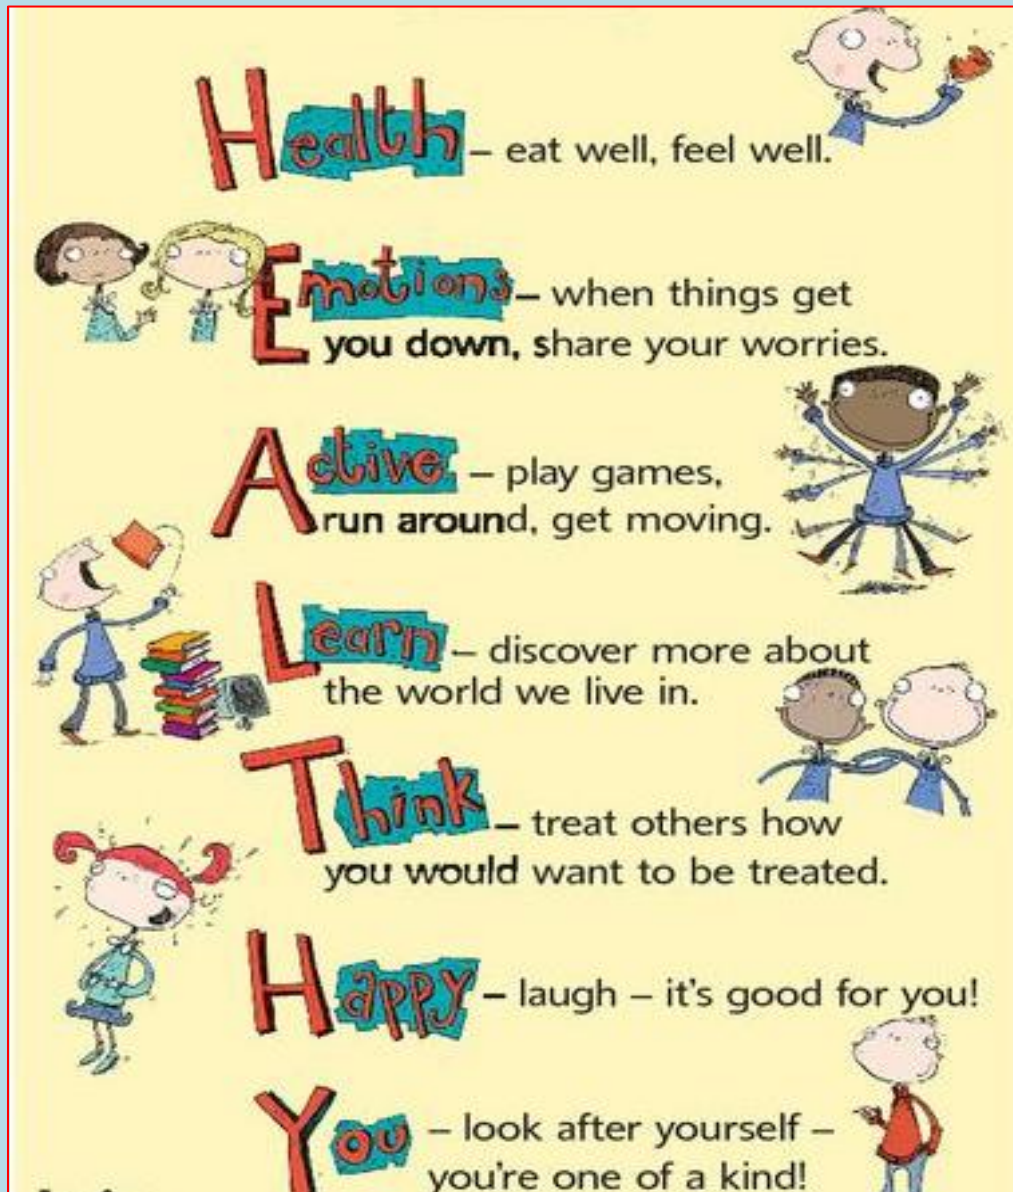 Health – eat well, feel well.
Emotions – when things get
you down, share your worries.
Active – play games,
run around, get moving.
Learn – discover more about
the world we live in.
Think – treat others how
you would want to be treated.
Happy – laugh – it's good for you!
You – look after yourself –
you're one of a kind!